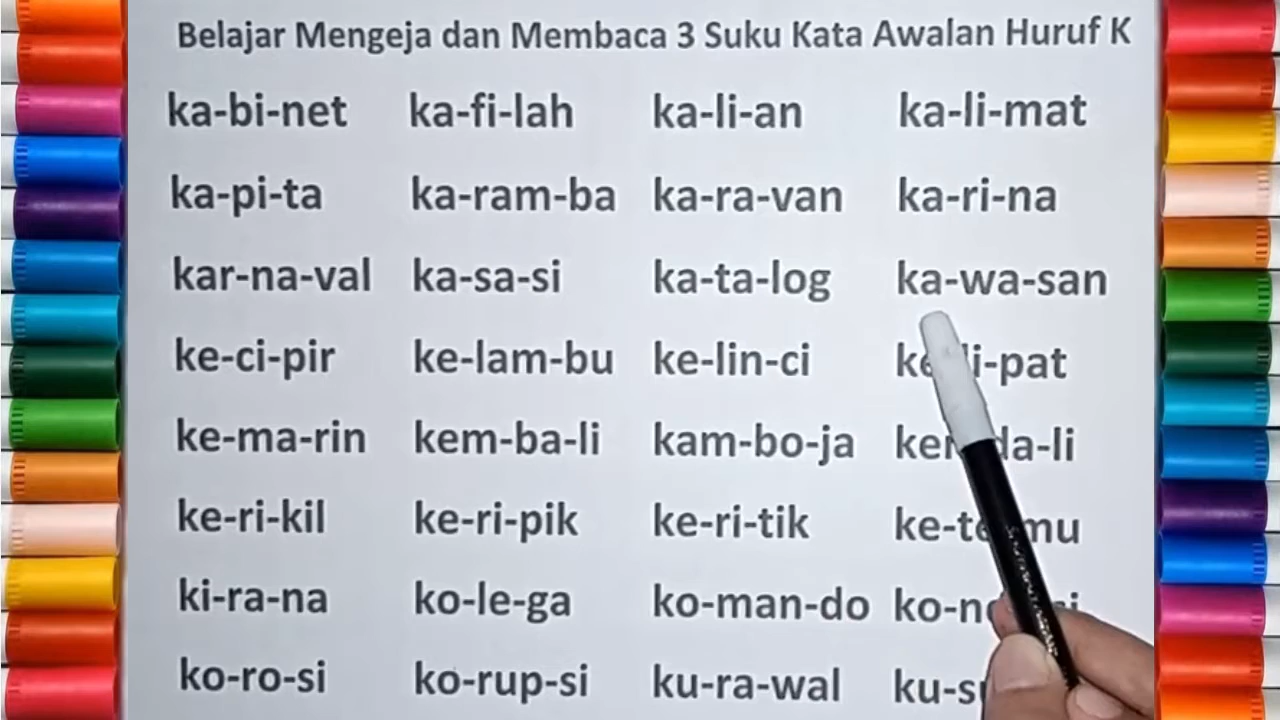 Belajar Mengeja dan Membaca 3 Suku Kata Awalan Huruf K
ka-bi-net ka-fi-lah ka-li-an ka-li-mat
ka-pi-ta ka-ram-ba ka-ra-van ka-ri-na
kar-na-val ka-sa-si ka-ta-log ka-wa-san
ke-ci-pir ke-lam-bu ke-lin-ci
ke-ma-rin kem-ba-li kam-bo-ja
ke-ri-kil ke-ri-pik ke-ri-tik
ki-ra-na ko-le-ga ko-man-do
ko-ro-si ko-rup-si ku-ra-wal